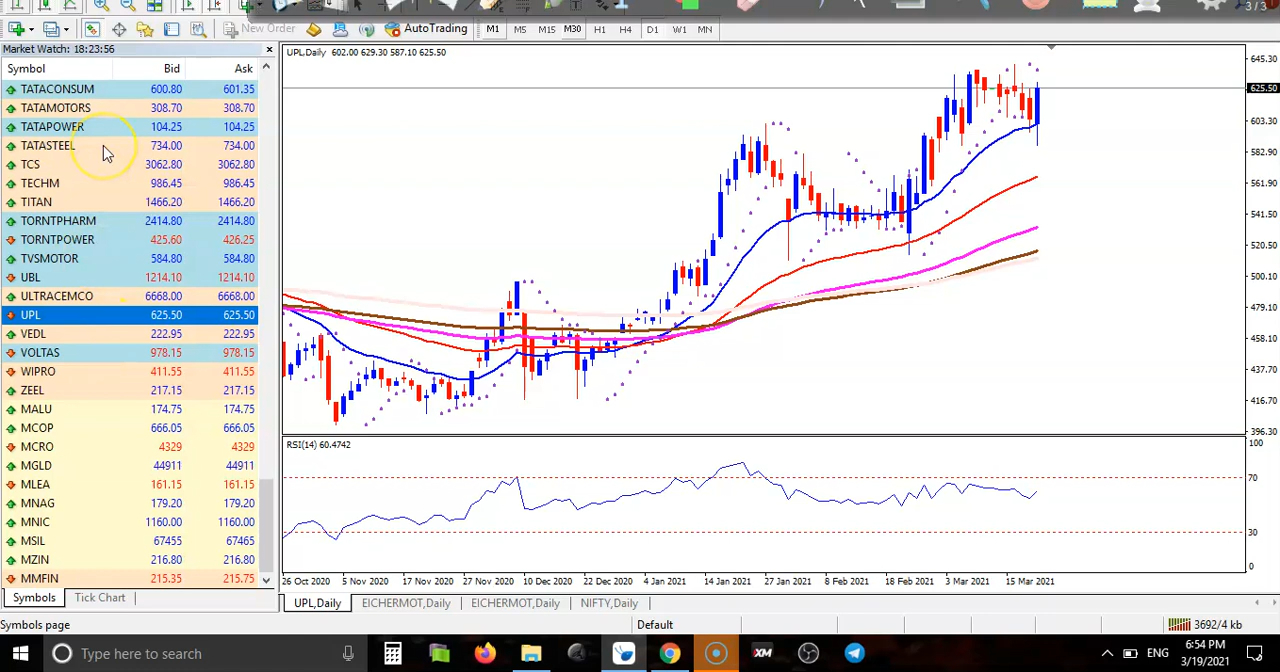 3/3
New Order AutoTrading M1 M5 M15 M30 H1 H4 D1 W1 MN
Market Watch: 18:23:56
Symbol Bid Ask
TATACONSUM 600.80 601.35
TATAMOTORS 308.70 308.70
TATAPOWER 104.25 104.25
TATASTEEL 734.00 734.00
TCS 3062.80 3062.80
TECHM 986.45 986.45
TITAN 1466.20 1466.20
TORNTPHARM 2414.80 2414.80
TORNTPOWER 425.60 426.25
TVSMOTOR 584.80 584.80
UBL 1214.10 1214.10
ULTRACEMCO 6668.00 6668.00
UPL 625.50 625.50
VEDL 222.95 222.95
VOLTAS 978.15 978.15
WIPRO 411.55 411.55
ZEEL 217.15 217.15
MALU 174.75 174.75
MCOP 666.05 666.05
MCRO 4329 4329
MGLD 44911 44911
MLEA 161.15 161.15
MNAG 179.20 179.20
MNIC 1160.00 1160.00
MSIL 67455 67465
MZIN 216.80 216.80
MMFIN 215.35 215.75
Symbols Tick Chart
UPL,Daily 602.00 629.30 587.10 625.50
645.30
625.50
603.30
582.90
561.90
541.50
520.50
500.10
479.10
458.10
437.70
416.70
396.30
RSI(14) 60.4742
100
70
30
0
26 Oct 2020 5 Nov 2020 17 Nov 2020 27 Nov 2020 10 Dec 2020 22 Dec 2020 4 Jan 2021 14 Jan 2021 27 Jan 2021 8 Feb 2021 18 Feb 2021 3 Mar 2021 15 Mar 2021
UPL,Daily EICHERMOT,Daily EICHERMOT,Daily NIFTY,Daily
Symbols page Default 3692/4 kb
Type here to search XM ENG 6:54 PM
3/19/2021